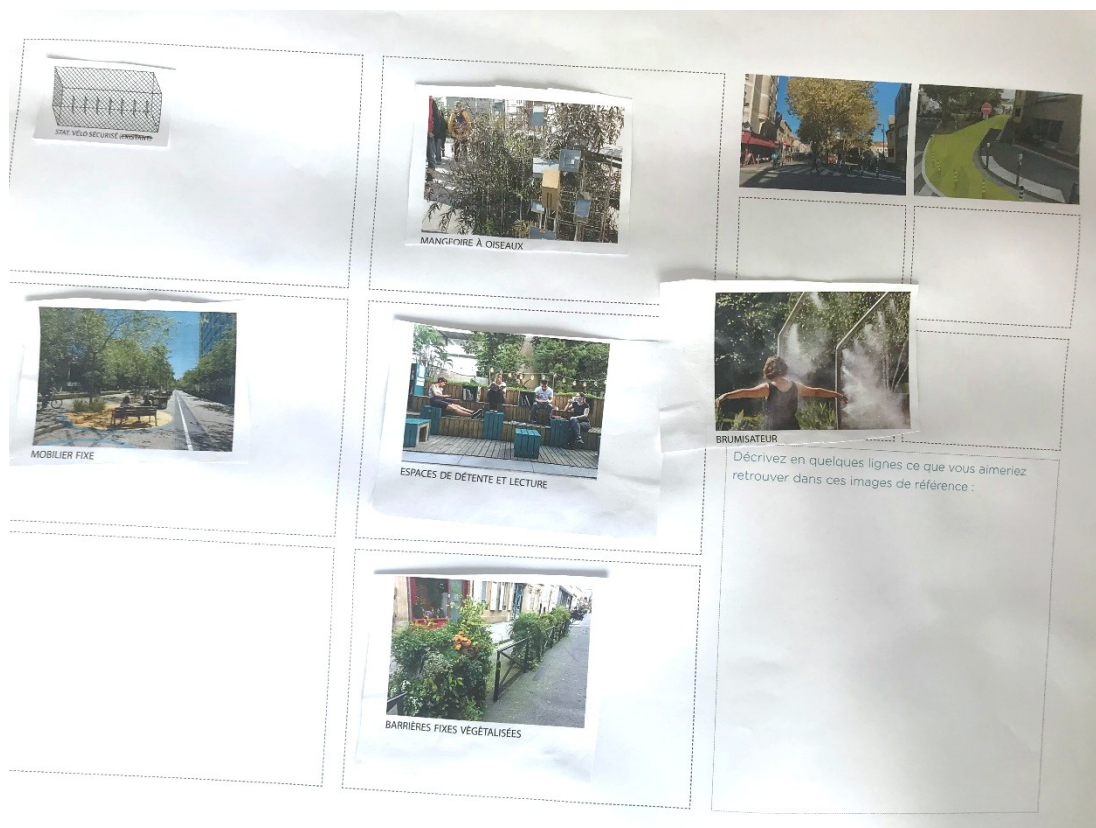 STAT. VÉLO SÉCURISÉ (EXISTANT)
MANGEOIRE À OISEAUX
MOBILIER FIXE
ESPACES DE DÉTENTE ET LECTURE
BRUMISATEUR
Décrivez en quelques lignes ce que vous aimeriez
retrouver dans ces images de référence :
BARRIÈRES FIXES VÉGÉTALISÉES